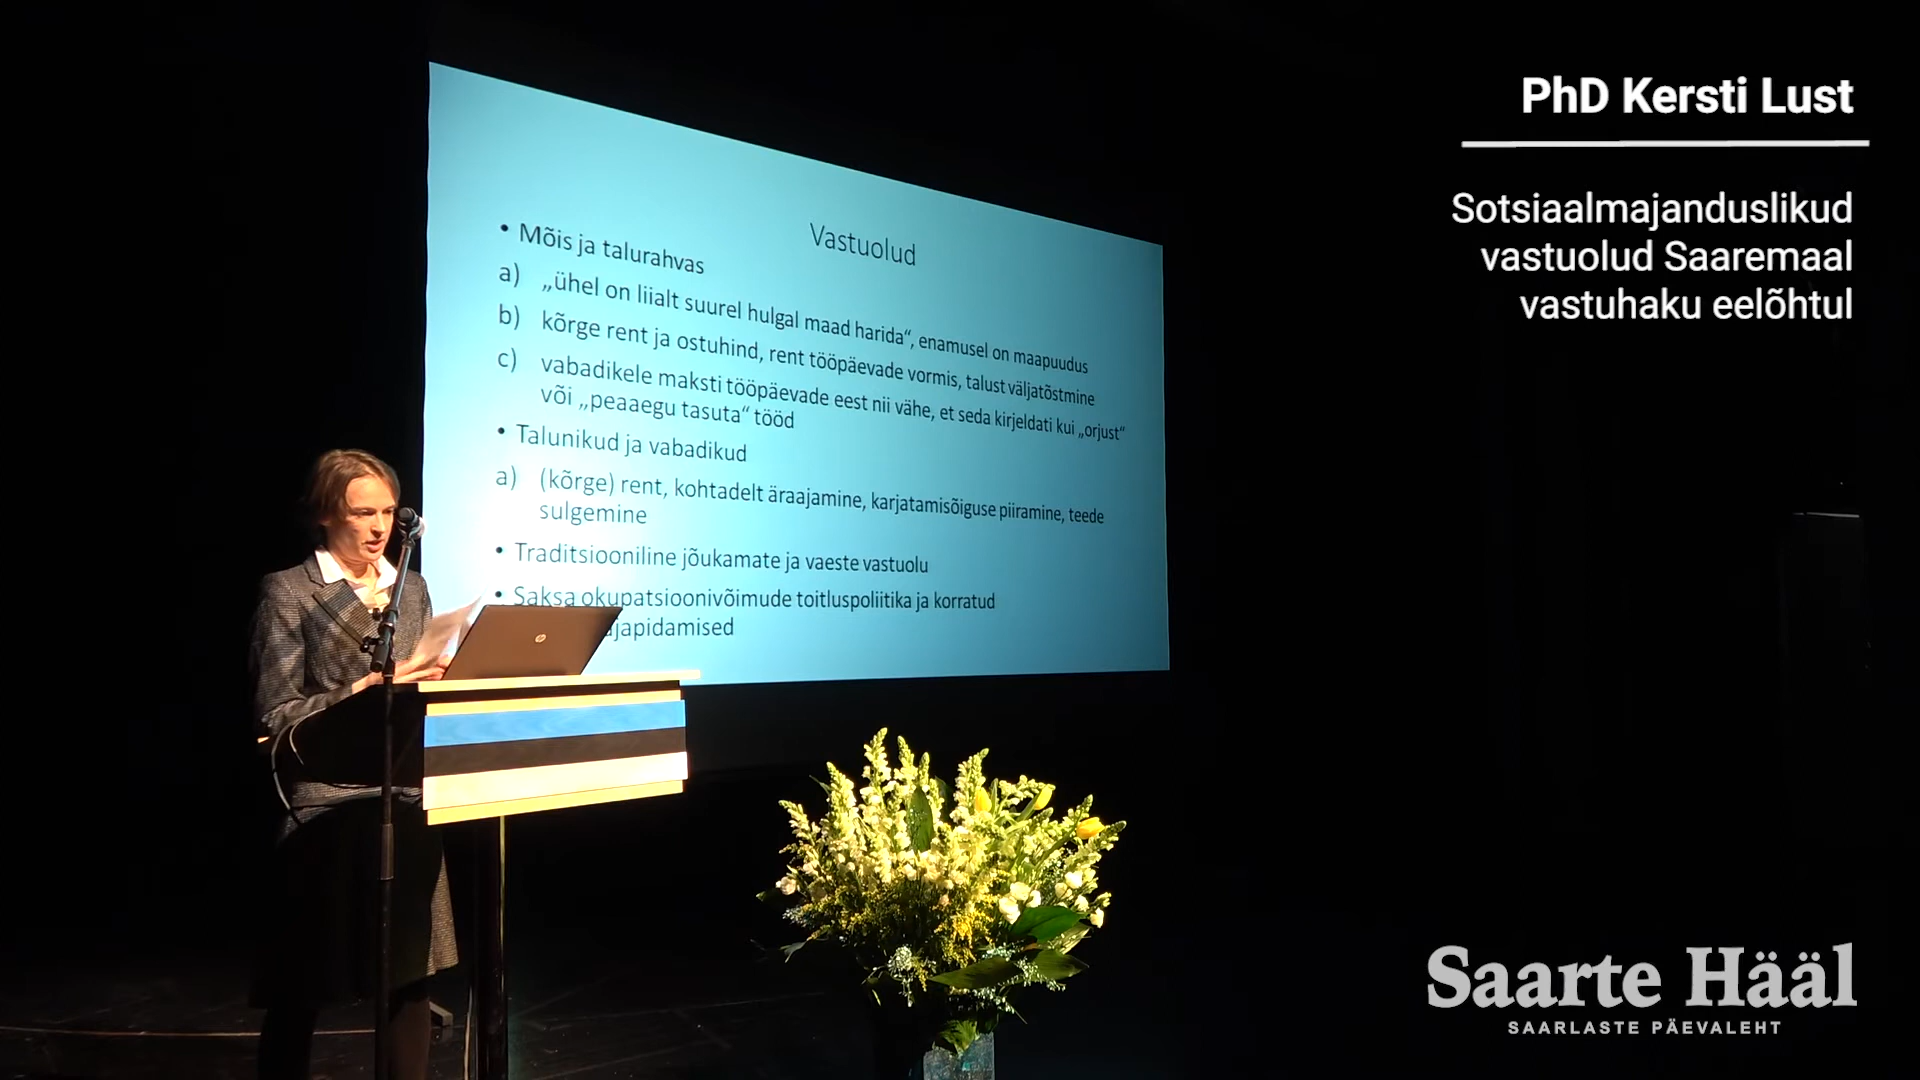 PhD Kersti Lust
Sotsiaalmajanduslikud
vastuolud Saaremaal
vastuhaku eelõhtul
Vastuolud
• Mõis ja talurahvas
a) „ühel on liialt suurel hulgal maad harida“, enamusel on maapuudus
b) kõrge rent ja ostuhind, rent tööpäevade vormis, talust väljatõstmine
c) vabadikele maksti tööpäevade eest nii vähe, et seda kirjeldati kui „orjust“
või „peaaegu tasuta“ tööd
• Talunikud ja vabadikud
a) (kõrge) rent, kohtadelt äraajamine, karjatamisõiguse piiramine, teede
sulgemine
• Traditsiooniline jõukamate ja vaeste vastuolu
• Saksa okupatsioonivõimude toitluspoliitika ja korratud
ajapidamised
hp
Saarte Hääl
SAARLASTE PÄEVALEHT